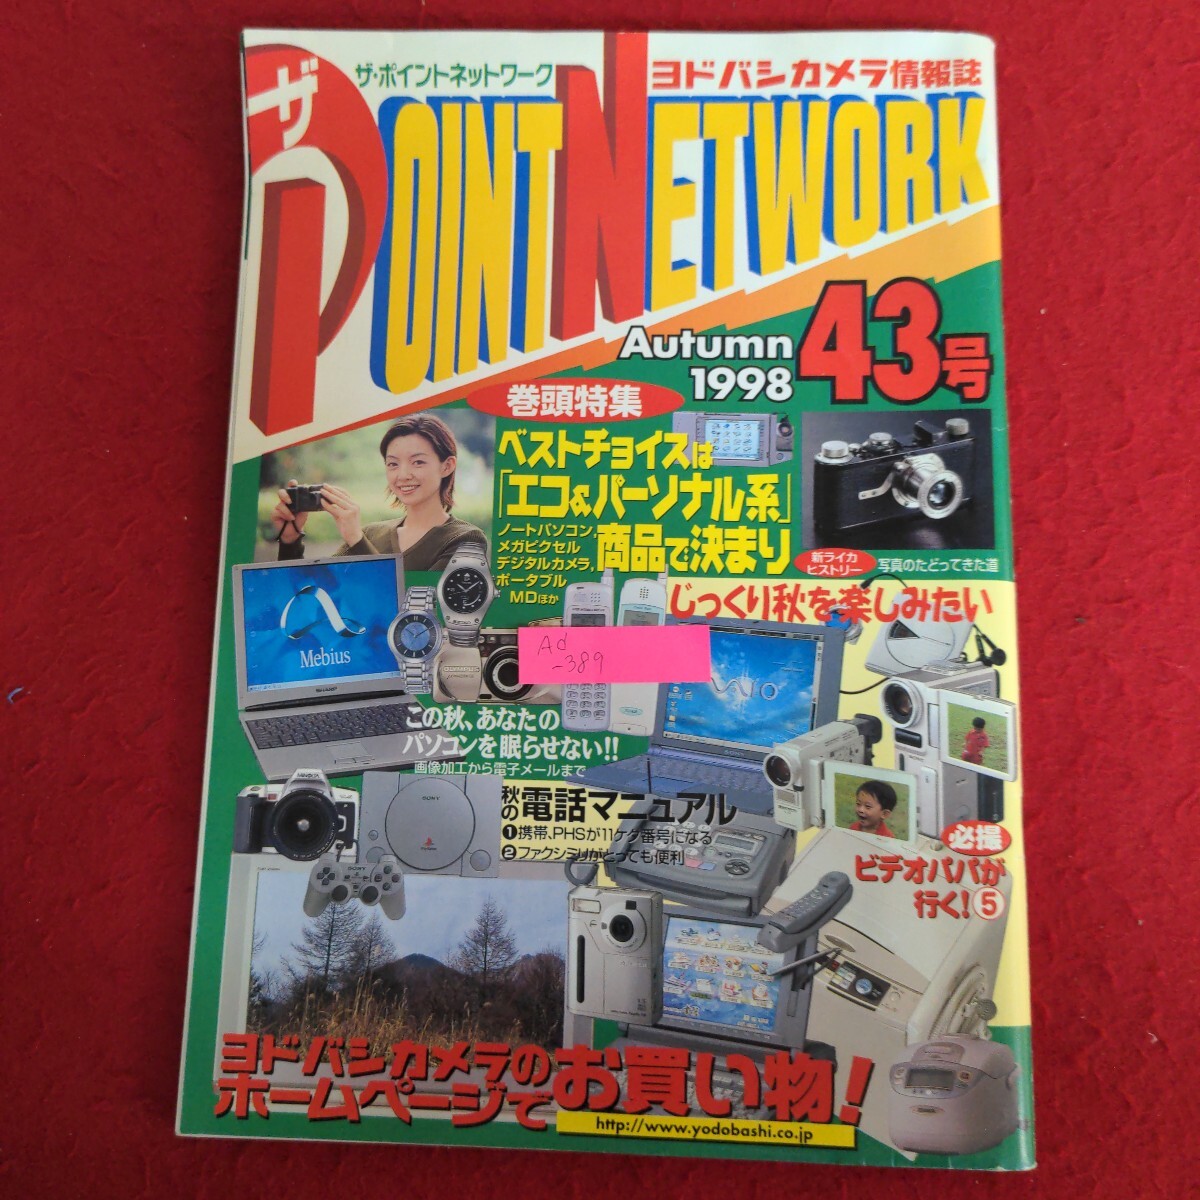 ザ・ポイントネットワーク
ヨドバシカメラ情報誌
ザ
POINT NETWORK
Autumn
1998
43号
巻頭特集
ベストチョイスは
「エコ&パーソナル系」
商品で決まり
ノートパソコン,
メガピクセル
デジタルカメラ,
ポータブル
MDほか
新ライカ
ヒストリー
写真のたどってきた道
じっくり秋を楽しみたい
Ad
-389
Mebius
SHARP
VAIO
この秋、あなたの
パソコンを眠らせない!!
画像加工から電子メールまで
秋の電話マニュアル
1携帯、PHSが11ケタ番号になる
2ファクシミリがとっても便利
MINOLTA
SONY
SONY
必撮
ビデオパパが
行く!⑤
ヨドバシカメラの
ホームページで
お買い物!
http://www.yodobashi.co.jp